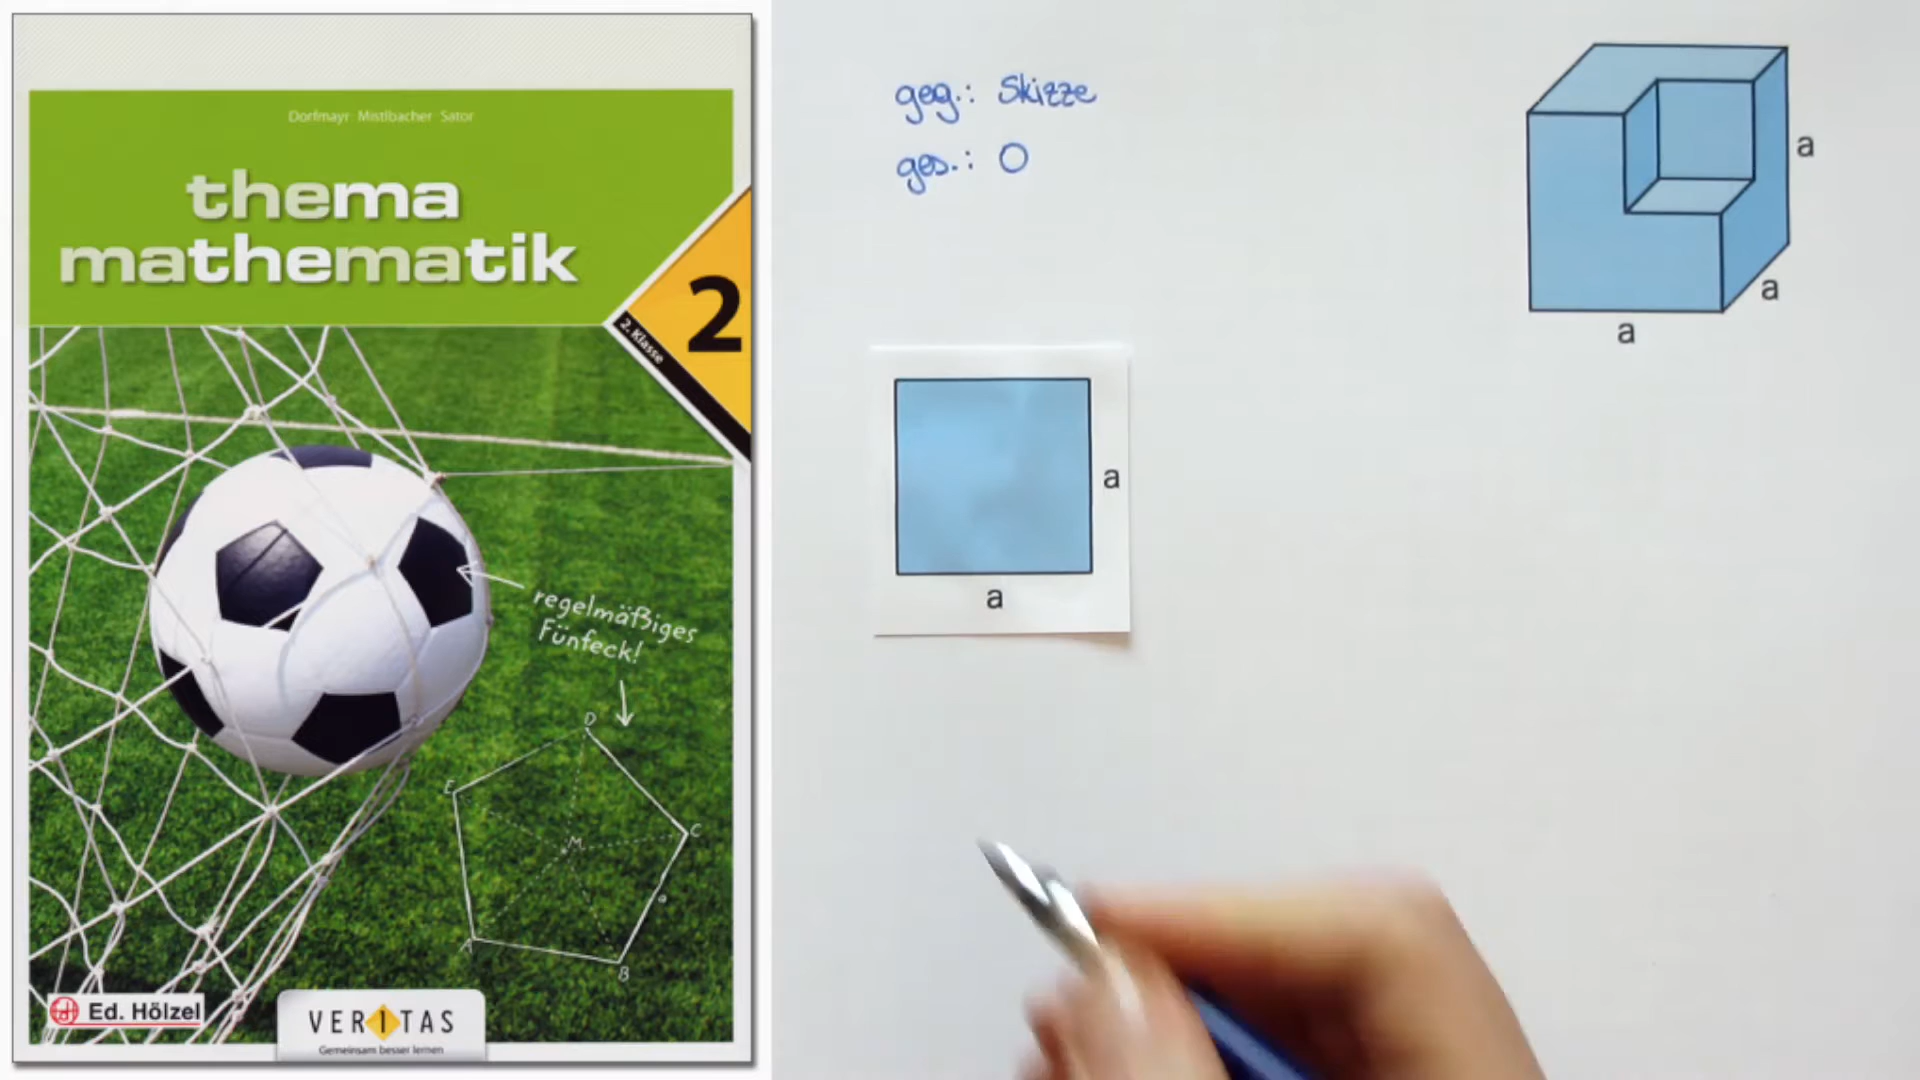 Dorfmayr Mistlbacher Sator
thema
mathematik
2
2. Klasse
regelmäßiges
Fünfeck!
D
E
C
M
a
A
B
Ed. Hölzel
VERITAS
Gemeinsam besser lernen
geg.: Skizze
ges.: O
a
a
a
a
a